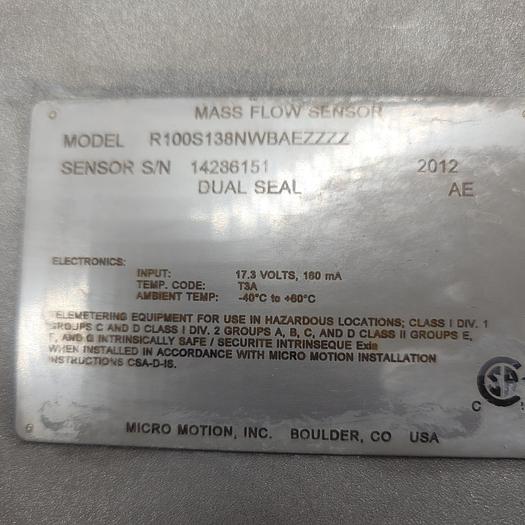 MASS FLOW SENSOR
MODEL R100S138NWBAEZZZZ
SENSOR S/N 14286151 2012
DUAL SEAL AE
ELECTRONICS:
INPUT: 17.3 VOLTS, 160 mA
TEMP. CODE: T3A
AMBIENT TEMP: -40°C to +60°C
TELEMETERING EQUIPMENT FOR USE IN HAZARDOUS LOCATIONS; CLASS I DIV. 1
GROUPS C AND D CLASS I DIV. 2 GROUPS A, B, C, AND D CLASS II GROUPS E,
F, AND G INTRINSICALLY SAFE / SECURITE INTRINSEQUE Exia
WHEN INSTALLED IN ACCORDANCE WITH MICRO MOTION INSTALLATION
INSTRUCTIONS CSA-D-IS.
C
MICRO MOTION, INC. BOULDER, CO USA